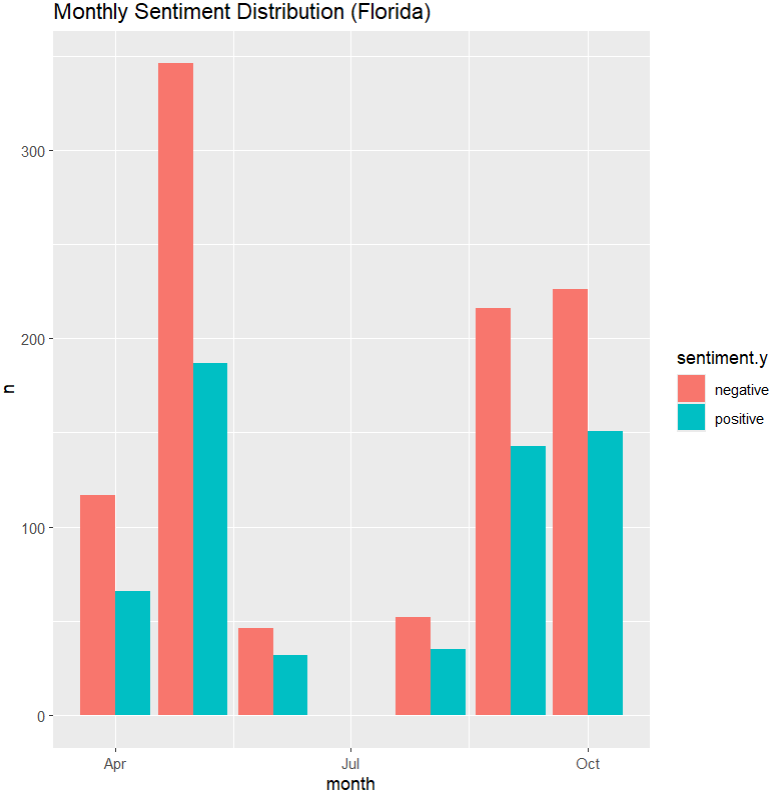 Monthly Sentiment Distribution (Florida)
300
200
100
0
n
Apr
Jul
Oct
month
sentiment.y
negative
positive